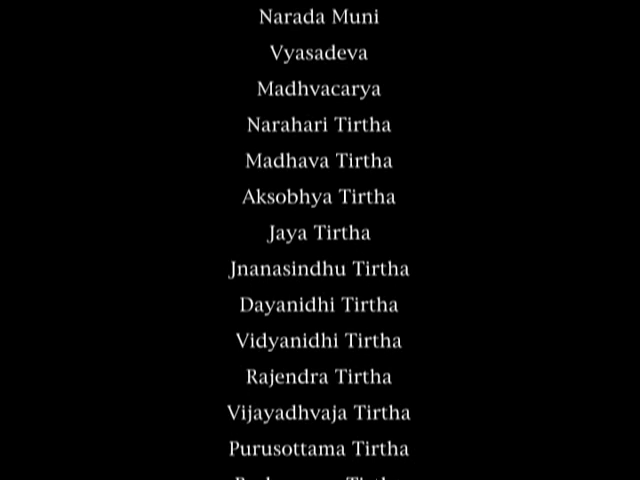 Narada Muni
Vyasadeva
Madhvacarya
Narahari Tirtha
Madhava Tirtha
Aksobhya Tirtha
Jaya Tirtha
Jnanasindhu Tirtha
Dayanidhi Tirtha
Vidyanidhi Tirtha
Rajendra Tirtha
Vijayadhvaja Tirtha
Purusottama Tirtha